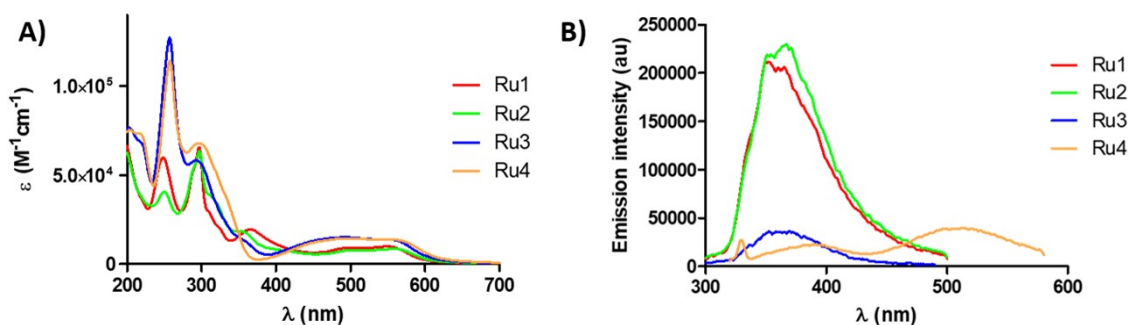 A)
ε (M⁻¹cm⁻¹)
1.0×10⁵
5.0×10⁴
0
200 300 400 500 600 700
λ (nm)
Ru1
Ru2
Ru3
Ru4
B)
Emission intensity (au)
250000
200000
150000
100000
50000
0
300 400 500 600
λ (nm)
Ru1
Ru2
Ru3
Ru4